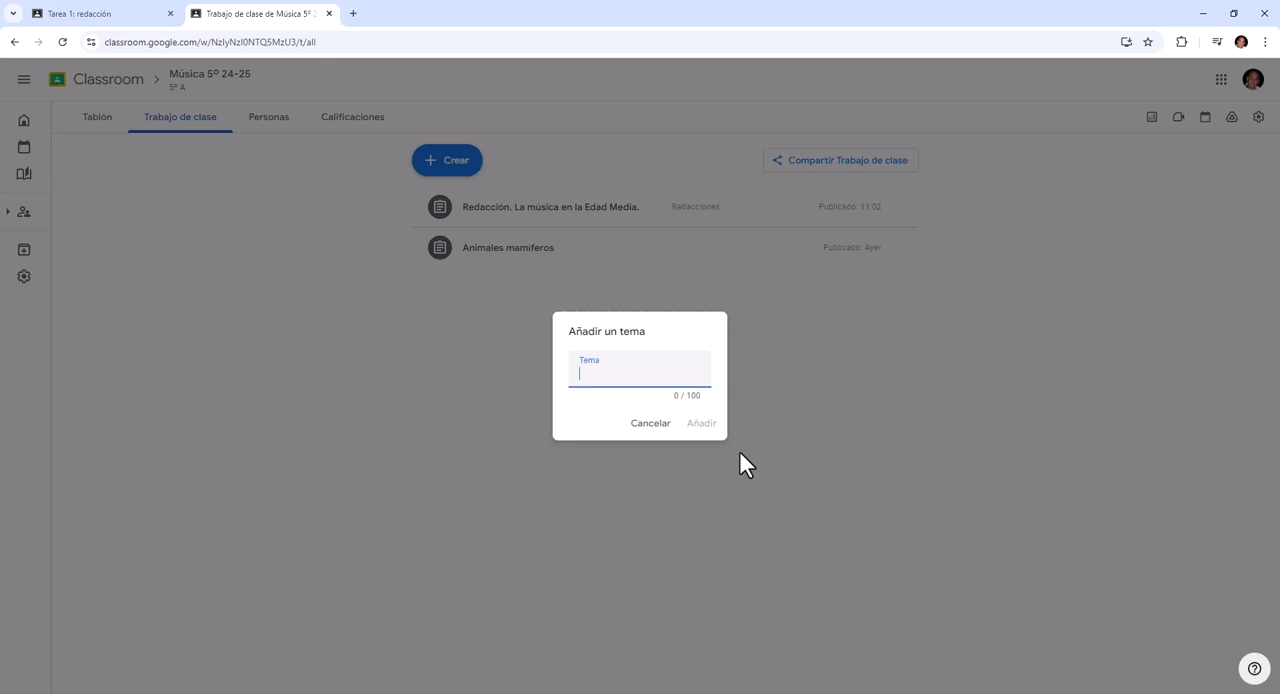 Tarea 1: redacción
Trabajo de clase de Música 5º 2
classroom.google.com/w/NzIyNzI0NTQ5MzU3/t/all
Classroom
Música 5º 24-25
5º A
Tablón
Trabajo de clase
Personas
Calificaciones
Crear
Compartir Trabajo de clase
Redacción. La música en la Edad Media.
Redacciones
Publicado: 11:02
Animales mamíferos
Publicado: Ayer
Añadir un tema
Tema
0 / 100
Cancelar
Añadir